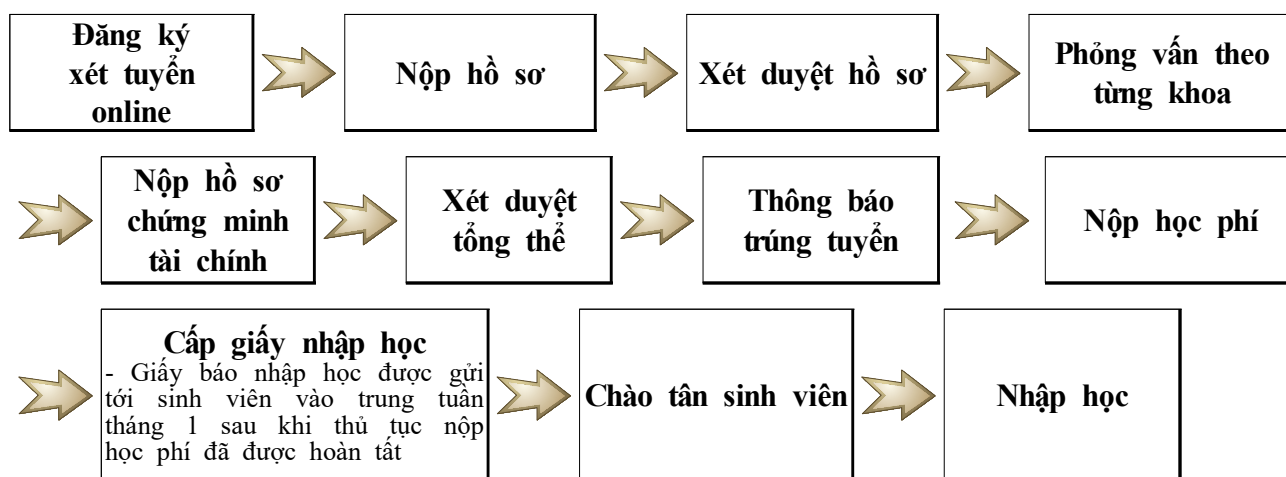 Đăng ký
xét tuyển
online
Nộp hồ sơ
Xét duyệt hồ sơ
Phỏng vấn theo
từng khoa
Nộp hồ sơ
chứng minh
tài chính
Xét duyệt
tổng thể
Thông báo
trúng tuyển
Nộp học phí
Cấp giấy nhập học
- Giấy báo nhập học được gửi
tới sinh viên vào trung tuần
tháng 1 sau khi thủ tục nộp
học phí đã được hoàn tất
Chào tân sinh viên
Nhập học